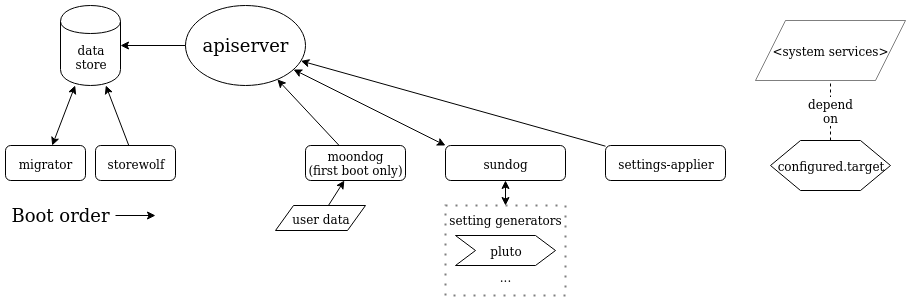 data
store
apiserver
<system services>
depend
on
migrator
storewolf
moondog
(first boot only)
sundog
settings-applier
configured.target
Boot order
user data
setting generators
pluto
...